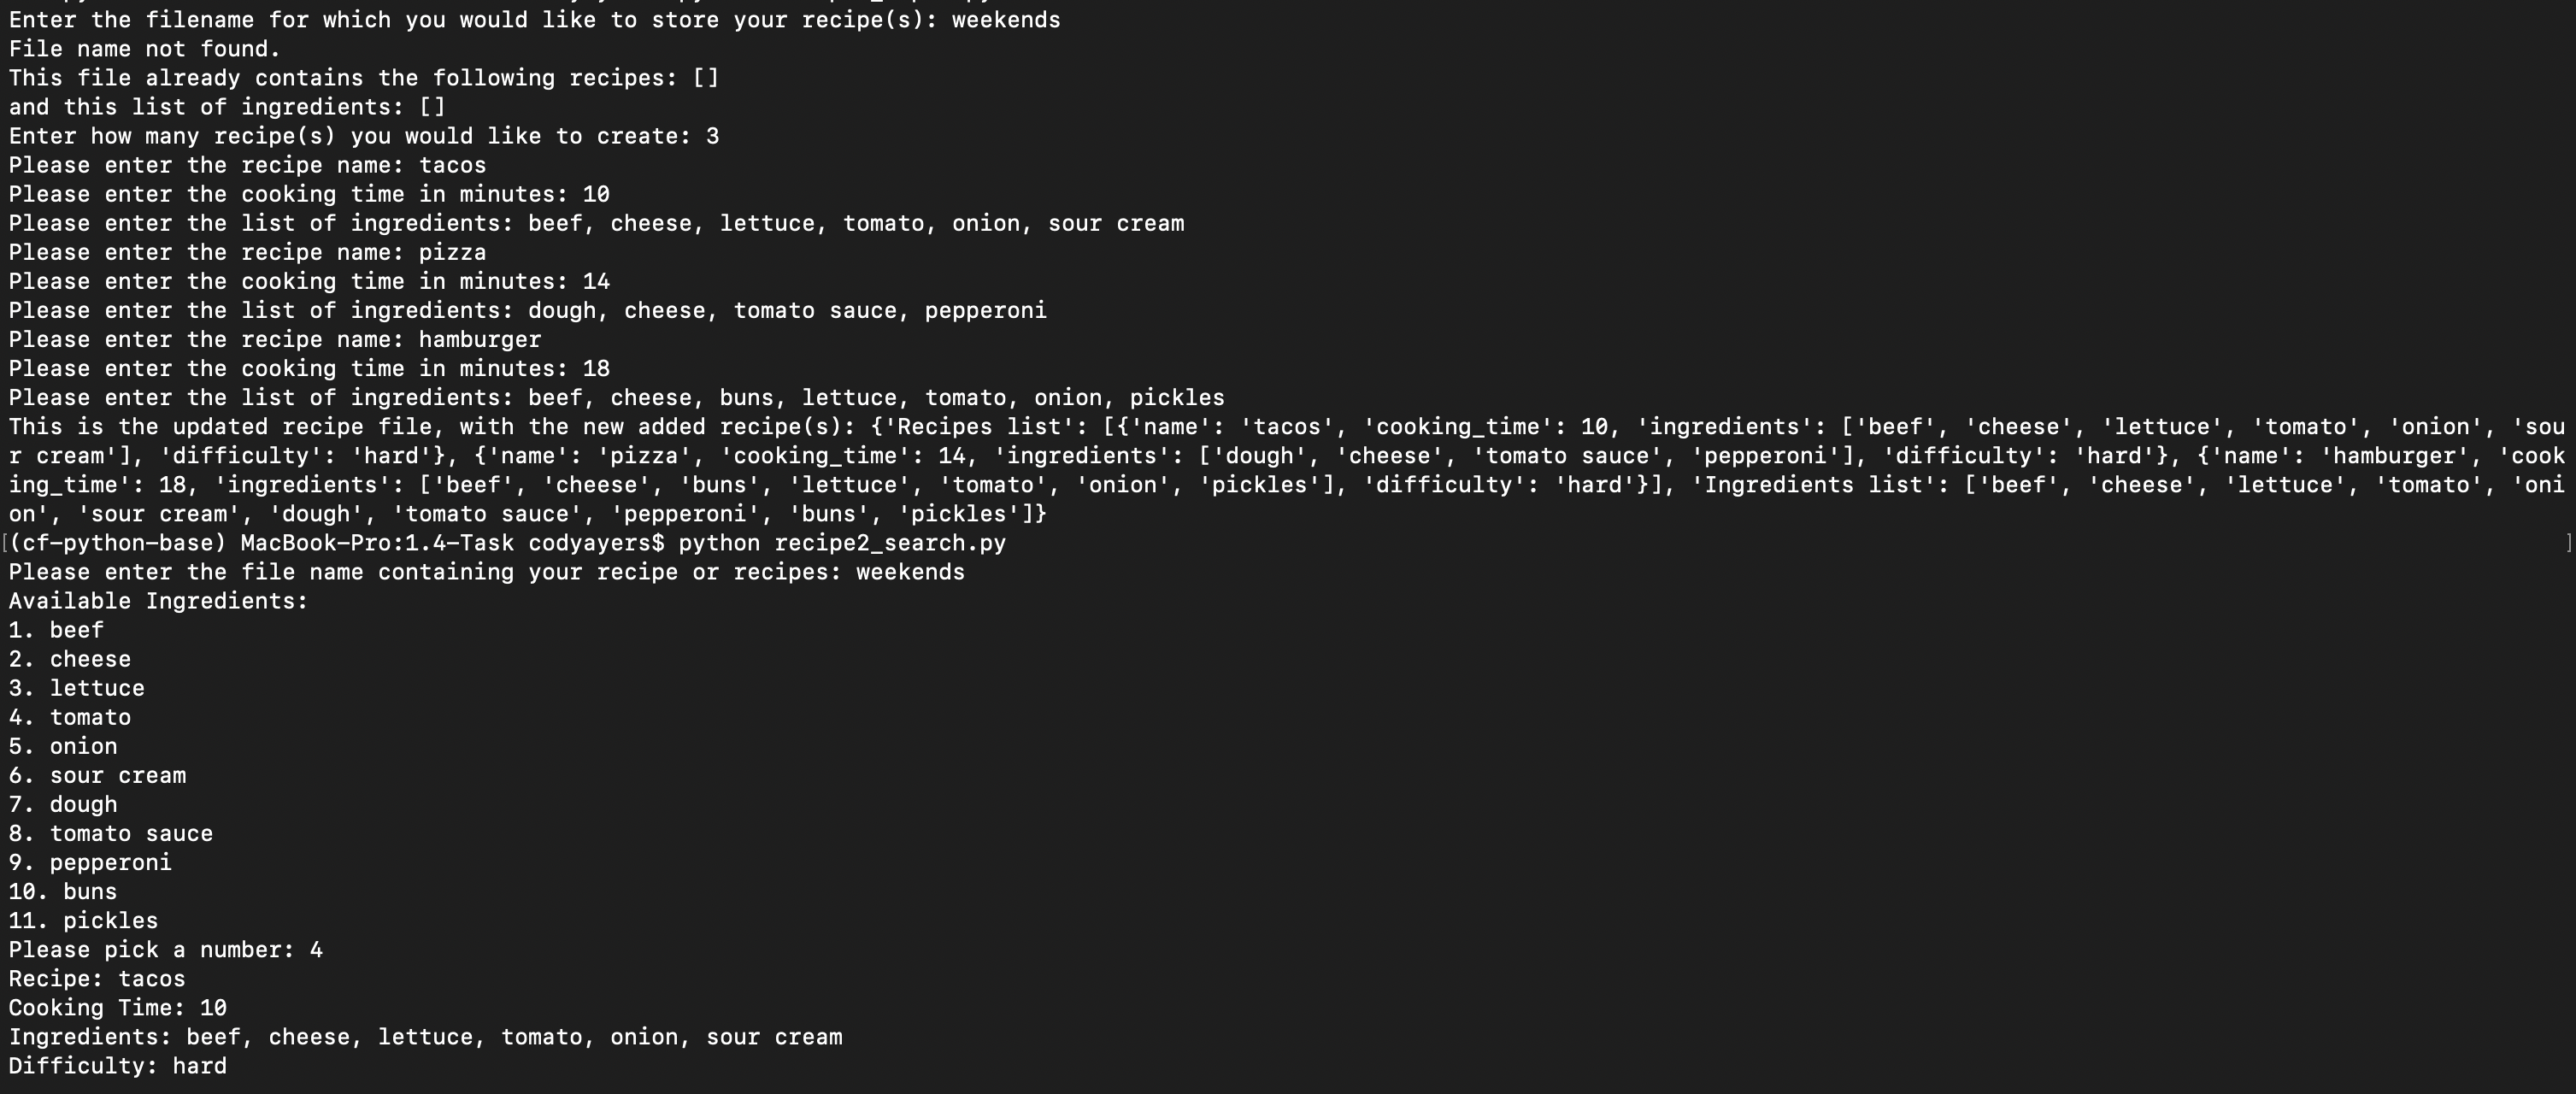 Enter the filename for which you would like to store your recipe(s): weekends
File name not found.
This file already contains the following recipes: []
and this list of ingredients: []
Enter how many recipe(s) you would like to create: 3
Please enter the recipe name: tacos
Please enter the cooking time in minutes: 10
Please enter the list of ingredients: beef, cheese, lettuce, tomato, onion, sour cream
Please enter the recipe name: pizza
Please enter the cooking time in minutes: 14
Please enter the list of ingredients: dough, cheese, tomato sauce, pepperoni
Please enter the recipe name: hamburger
Please enter the cooking time in minutes: 18
Please enter the list of ingredients: beef, cheese, buns, lettuce, tomato, onion, pickles
This is the updated recipe file, with the new added recipe(s): {'Recipes list': [{'name': 'tacos', 'cooking_time': 10, 'ingredients': ['beef', 'cheese', 'lettuce', 'tomato', 'onion', 'sou
r cream'], 'difficulty': 'hard'}, {'name': 'pizza', 'cooking_time': 14, 'ingredients': ['dough', 'cheese', 'tomato sauce', 'pepperoni'], 'difficulty': 'hard'}, {'name': 'hamburger', 'cook
ing_time': 18, 'ingredients': ['beef', 'cheese', 'buns', 'lettuce', 'tomato', 'onion', 'pickles'], 'difficulty': 'hard'}], 'Ingredients list': ['beef', 'cheese', 'lettuce', 'tomato', 'oni
on', 'sour cream', 'dough', 'tomato sauce', 'pepperoni', 'buns', 'pickles']}
[(cf-python-base) MacBook-Pro:1.4-Task codyayers$ python recipe2_search.py ]
Please enter the file name containing your recipe or recipes: weekends
Available Ingredients:
1. beef
2. cheese
3. lettuce
4. tomato
5. onion
6. sour cream
7. dough
8. tomato sauce
9. pepperoni
10. buns
11. pickles
Please pick a number: 4
Recipe: tacos
Cooking Time: 10
Ingredients: beef, cheese, lettuce, tomato, onion, sour cream
Difficulty: hard